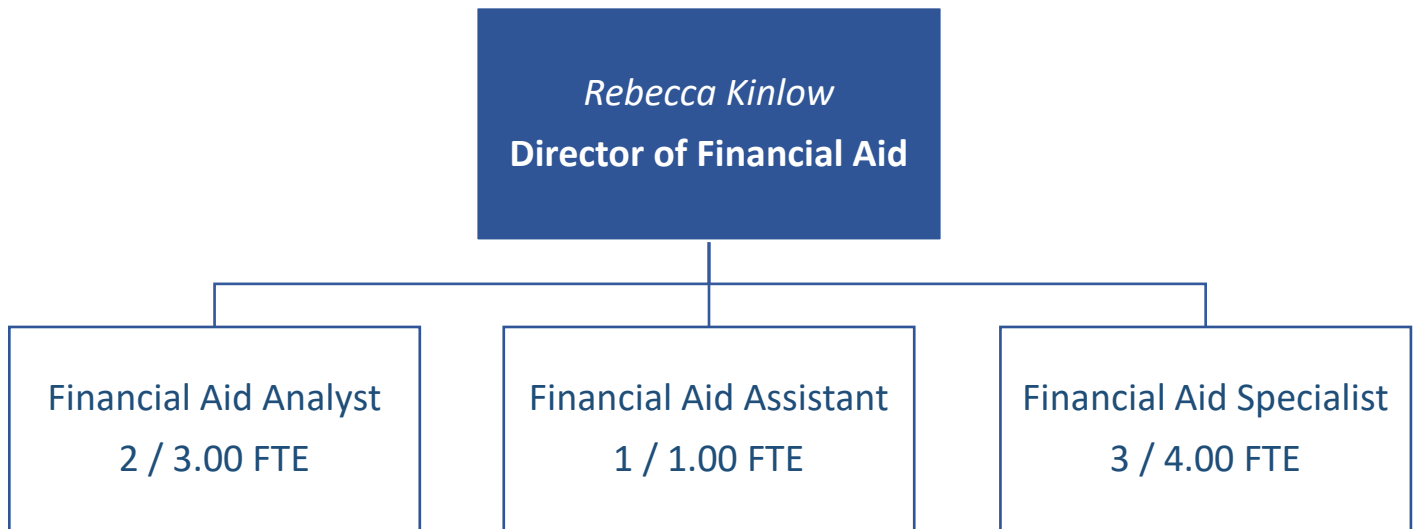 Rebecca Kinlow
Director of Financial Aid
Financial Aid Analyst
2 / 3.00 FTE
Financial Aid Assistant
1 / 1.00 FTE
Financial Aid Specialist
3 / 4.00 FTE